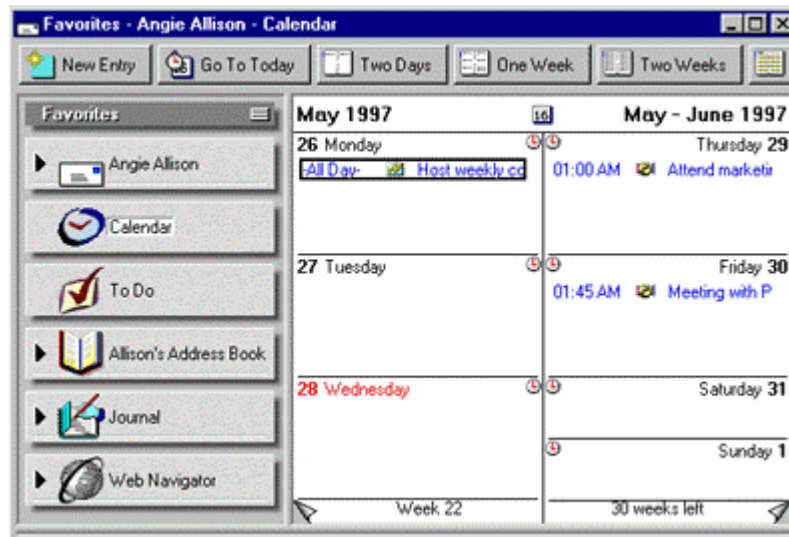 Favorites - Angie Allison - Calendar
New Entry Go To Today Two Days One Week Two Weeks
Favorites
Angie Allison
Calendar
To Do
Allison's Address Book
Journal
Web Navigator
May 1997 16 May - June 1997
26 Monday
-All Day- Host weekly co
27 Tuesday
28 Wednesday
Week 22
Thursday 29
01:00 AM Attend marketin
Friday 30
01:45 AM Meeting with P
Saturday 31
Sunday 1
30 weeks left